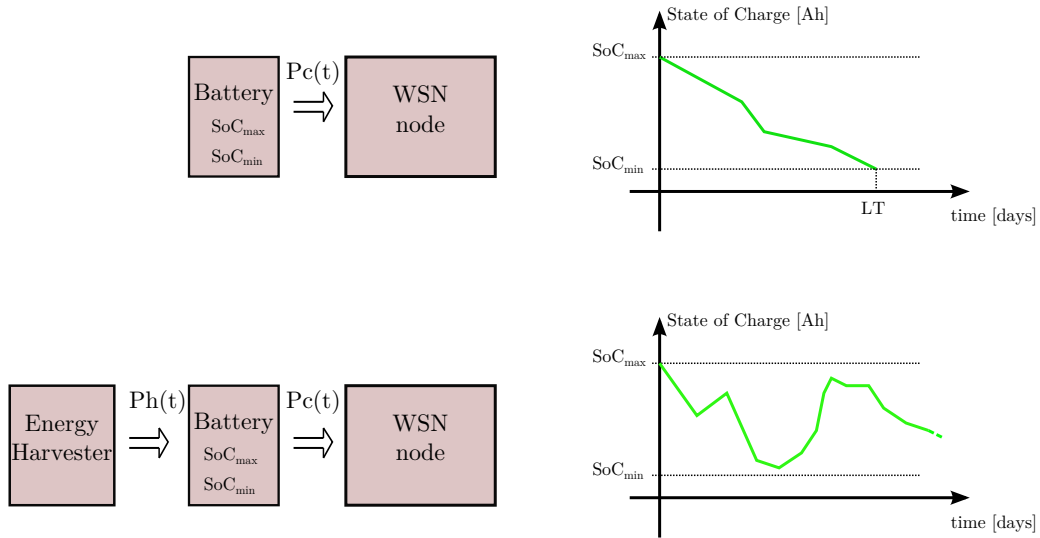 State of Charge [Ah]
Battery
SoCmax
SoCmin
Pc(t)
WSN
node
SoCmax
SoCmin
LT
time [days]
Energy
Harvester
Ph(t)
Battery
SoCmax
SoCmin
Pc(t)
WSN
node
State of Charge [Ah]
SoCmax
SoCmin
time [days]